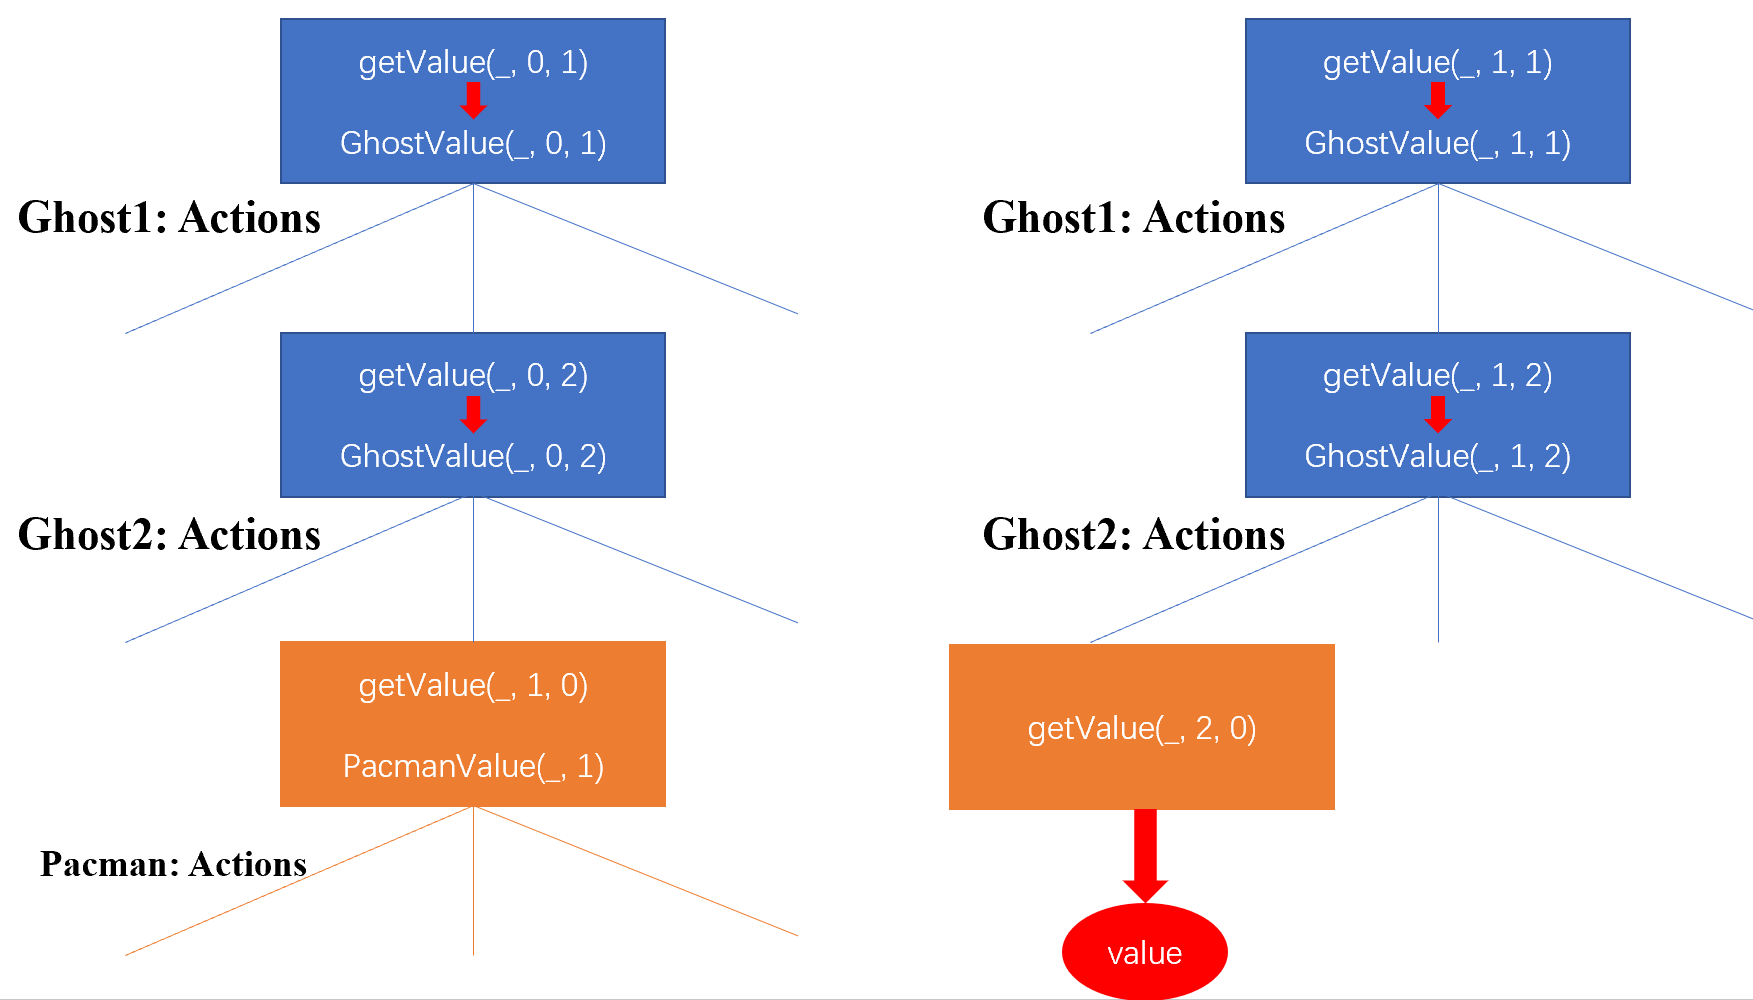 getValue(_, 0, 1)
GhostValue(_, 0, 1)
Ghost1: Actions
getValue(_, 0, 2)
GhostValue(_, 0, 2)
Ghost2: Actions
getValue(_, 1, 0)
PacmanValue(_, 1)
Pacman: Actions
getValue(_, 1, 1)
GhostValue(_, 1, 1)
Ghost1: Actions
getValue(_, 1, 2)
GhostValue(_, 1, 2)
Ghost2: Actions
getValue(_, 2, 0)
value